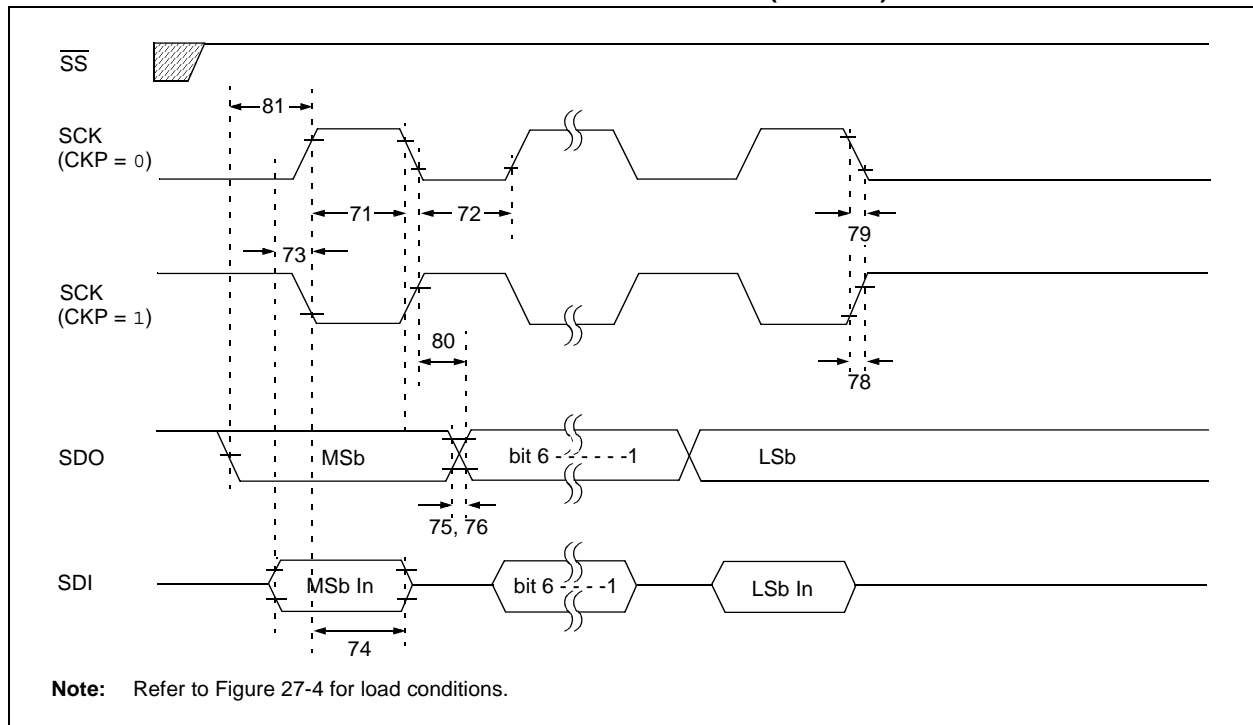 SS
81
SCK
(CKP = 0)
71
72
79
73
SCK
(CKP = 1)
80
78
SDO
MSb
bit 6 - - - - - -1
LSb
75, 76
SDI
MSb In
bit 6 - - - - -1
LSb In
74
Note: Refer to Figure 27-4 for load conditions.